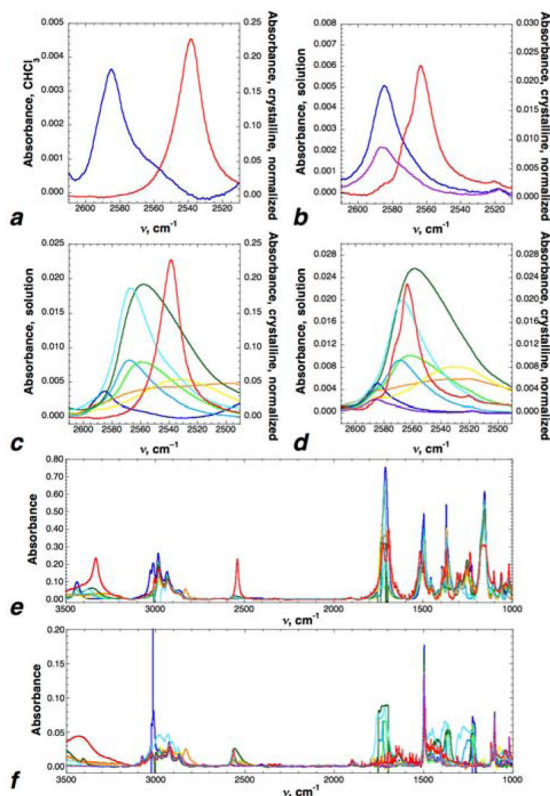 Absorbance, CHCl3
0.005
0.004
0.003
0.002
0.001
0.000
0.25
0.20
0.15
0.10
0.05
0.00
Absorbance, crystalline, normalized
2600 2580 2560 2540 2520
ν, cm-1
a
Absorbance, solution
0.008
0.007
0.006
0.005
0.004
0.003
0.002
0.001
0.000
0.030
0.025
0.020
0.015
0.010
0.005
0.000
Absorbance, crystalline, normalized
2600 2580 2560 2540 2520
ν, cm-1
b
Absorbance, solution
0.025
0.020
0.015
0.010
0.005
0.000
0.25
0.20
0.15
0.10
0.05
0.00
Absorbance, crystalline, normalized
2600 2580 2560 2540 2520 2500
ν, cm-1
c
Absorbance, solution
0.028
0.024
0.020
0.016
0.012
0.008
0.004
0.000
0.028
0.024
0.020
0.016
0.012
0.008
0.004
0.000
Absorbance, crystalline, normalized
2600 2580 2560 2540 2520 2500
ν, cm-1
d
Absorbance
0.80
0.70
0.60
0.50
0.40
0.30
0.20
0.10
0.00
3500 3000 2500 2000 1500 1000
ν, cm-1
e
Absorbance
0.20
0.15
0.10
0.05
0.00
3500 3000 2500 2000 1500 1000
ν, cm-1
f